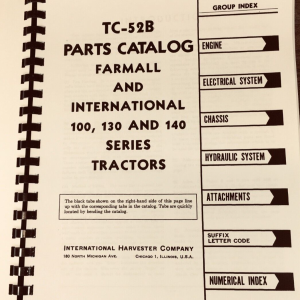 TC-52B
PARTS CATALOG
FARMALL
AND
INTERNATIONAL
100, 130 AND 140
SERIES
TRACTORS
The black tabs shown on the right-hand side of this page line
up with the corresponding tabs in the catalog. Tabs are quickly
located by bending the catalog.
INTERNATIONAL HARVESTER COMPANY
180 NORTH MICHIGAN AVE. CHICAGO 1, ILLINOIS, U.S.A.
GROUP INDEX
ENGINE
ELECTRICAL SYSTEM
CHASSIS
HYDRAULIC SYSTEM
ATTACHMENTS
SUFFIX
LETTER CODE
NUMERICAL INDEX